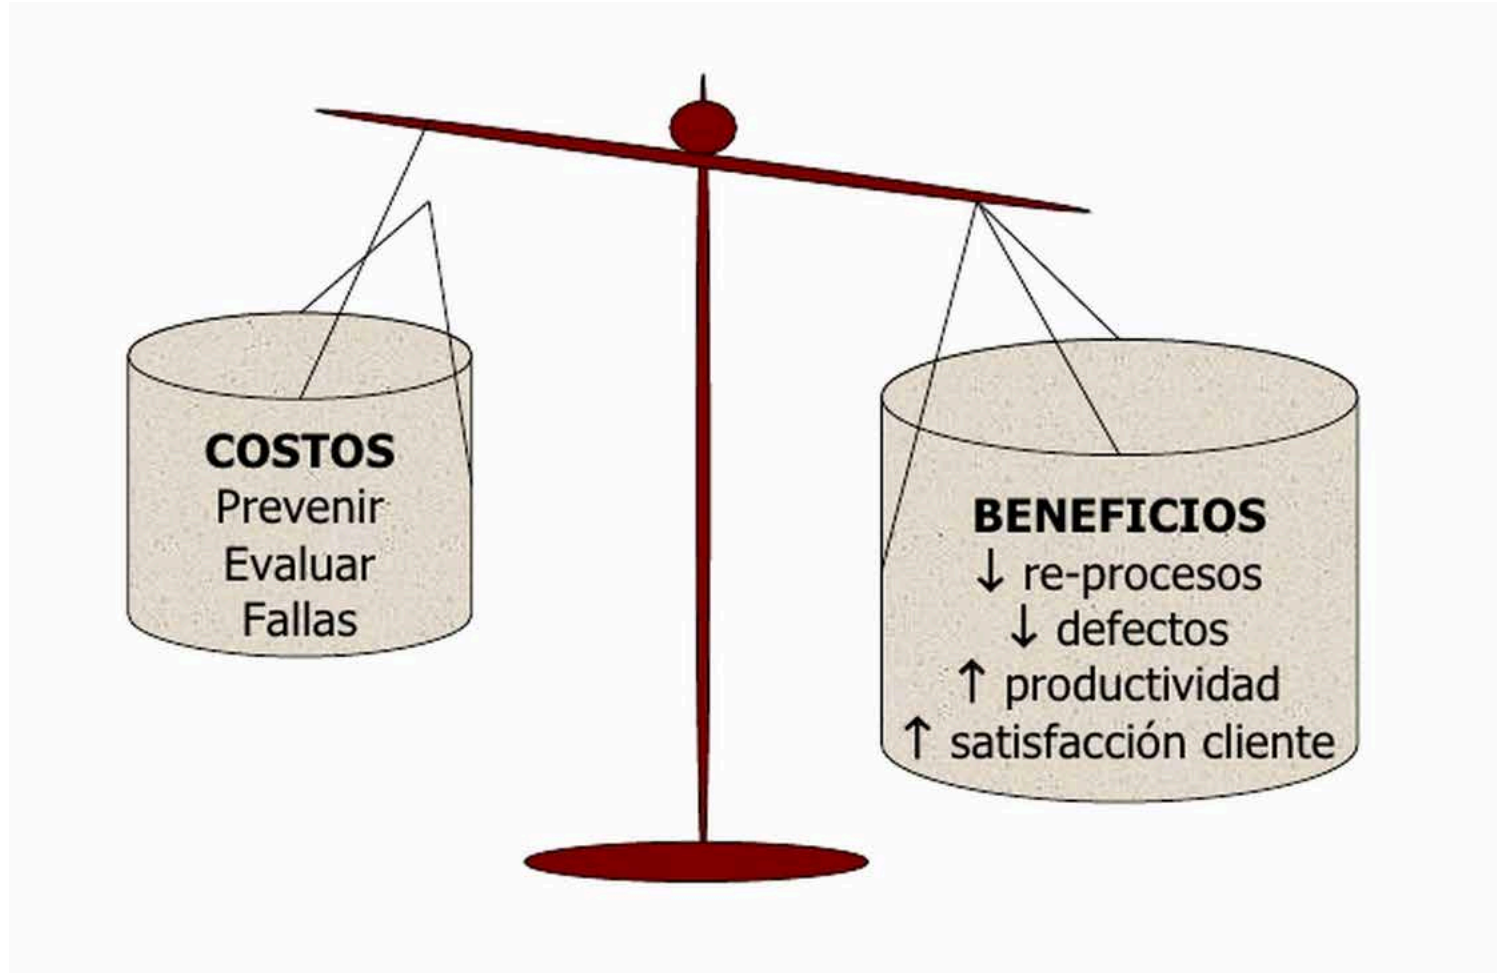 COSTOS
Prevenir
Evaluar
Fallas
BENEFICIOS
↓ re-procesos
↓ defectos
↑ productividad
↑ satisfacción cliente